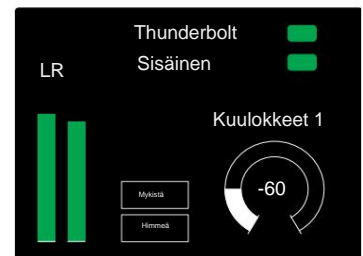 Thunderbolt
Sisäinen
LR
Kuulokkeet 1
Mykistä
-60
Himmeä